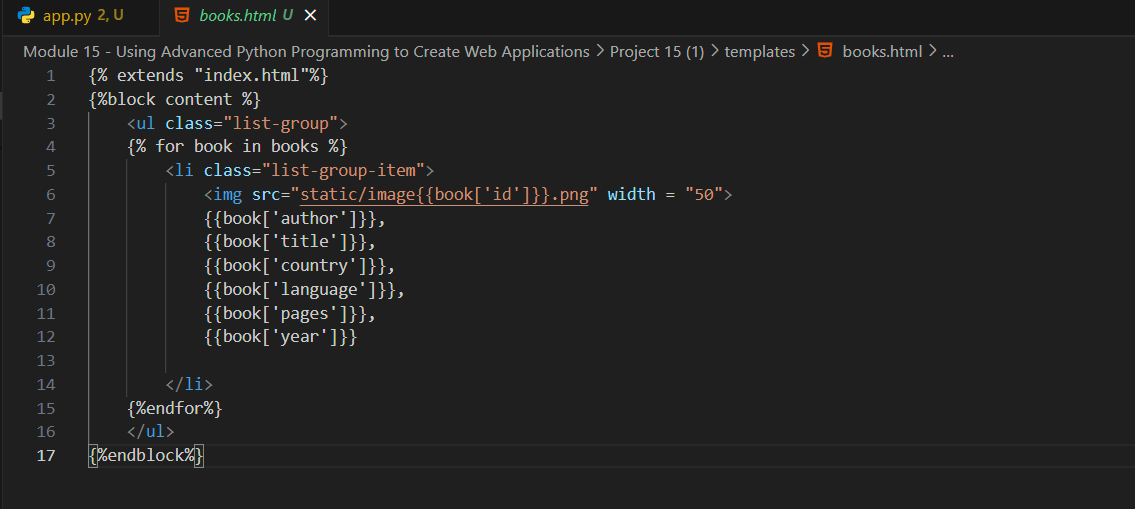 app.py 2, U books.html U ×
Module 15 - Using Advanced Python Programming to Create Web Applications > Project 15 (1) > templates > books.html > ...
1 {% extends "index.html"%}
2 {%block content %}
3 <ul class="list-group">
4 {% for book in books %}
5 <li class="list-group-item">
6 <img src="static/image{{book['id']}}.png" width = "50">
7 {{book['author']}},
8 {{book['title']}},
9 {{book['country']}},
10 {{book['language']}},
11 {{book['pages']}},
12 {{book['year']}}
13
14 </li>
15 {%endfor%}
16 </ul>
17 {%endblock%}